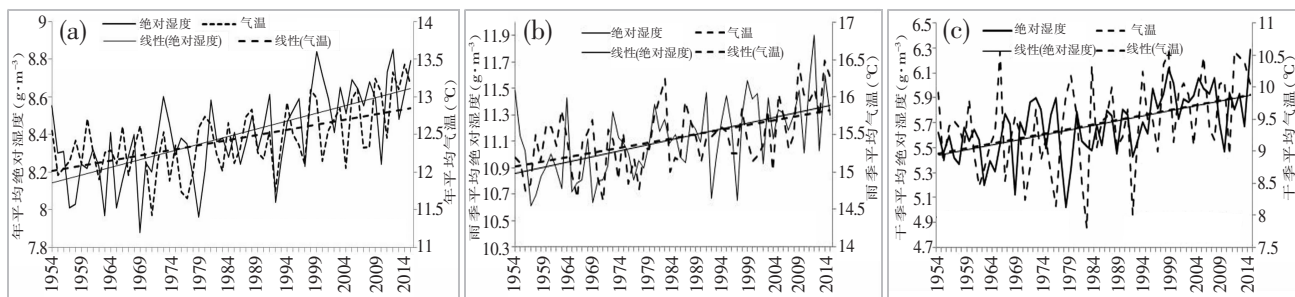 (a)
绝对湿度 气温
线性(绝对湿度) 线性(气温)
年平均绝对湿度(g·m⁻³)
9
8.8
8.6
8.4
8.2
8
7.8
14
13.5
13
12.5
12
11.5
11
年平均气温(℃)
1954 1959 1964 1969 1974 1979 1984 1989 1994 1999 2004 2009 2014
(b)
绝对湿度 气温
线性(绝对湿度) 线性(气温)
雨季平均绝对湿度(g·m⁻³)
11.9
11.7
11.5
11.3
11.1
10.9
10.7
10.5
10.3
17
16.5
16
15.5
15
14.5
14
雨季平均气温(℃)
1954 1959 1964 1969 1974 1979 1984 1989 1994 1999 2004 2009 2014
(c)
绝对湿度 气温
线性(绝对湿度) 线性(气温)
干季平均绝对湿度(g·m⁻³)
6.5
6.3
6.1
5.9
5.7
5.5
5.3
5.1
4.9
4.7
11
10.5
10
9.5
9
8.5
8
7.5
干季平均气温(℃)
1954 1959 1964 1969 1974 1979 1984 1989 1994 1999 2004 2009 2014